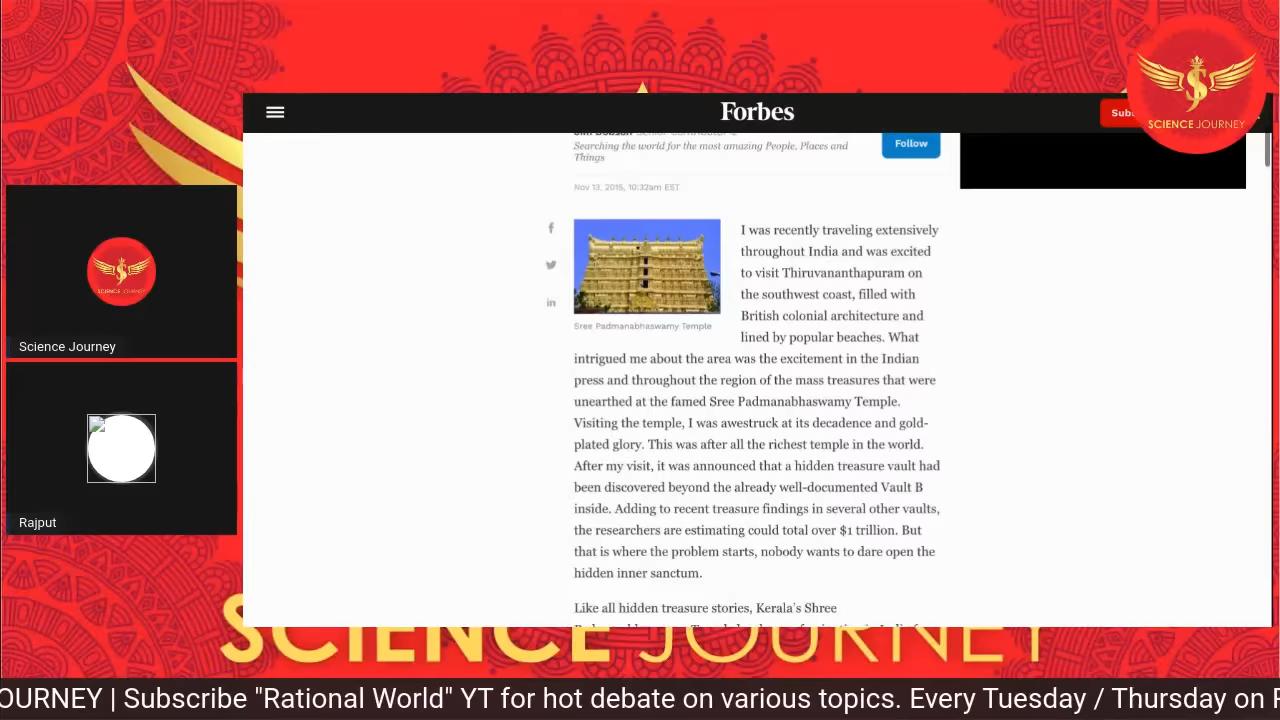 Forbes
Subs
SCIENCE JOURNEY
Searching the world for the most amazing People, Places and
Things
Follow
Nov 13, 2015, 10:32am EST
I was recently traveling extensively
throughout India and was excited
to visit Thiruvananthapuram on
the southwest coast, filled with
British colonial architecture and
lined by popular beaches. What
Sree Padmanabhaswamy Temple
intrigued me about the area was the excitement in the Indian
press and throughout the region of the mass treasures that were
unearthed at the famed Sree Padmanabhaswamy Temple.
Visiting the temple, I was awestruck at its decadence and gold-
plated glory. This was after all the richest temple in the world.
After my visit, it was announced that a hidden treasure vault had
been discovered beyond the already well-documented Vault B
inside. Adding to recent treasure findings in several other vaults,
the researchers are estimating could total over $1 trillion. But
that is where the problem starts, nobody wants to dare open the
hidden inner sanctum.
Like all hidden treasure stories, Kerala's Shree
SCIENCE JOURNEY
Science Journey
Rajput
SCIENCE JOURNEY
OURNEY | Subscribe "Rational World" YT for hot debate on various topics. Every Tuesday / Thursday on